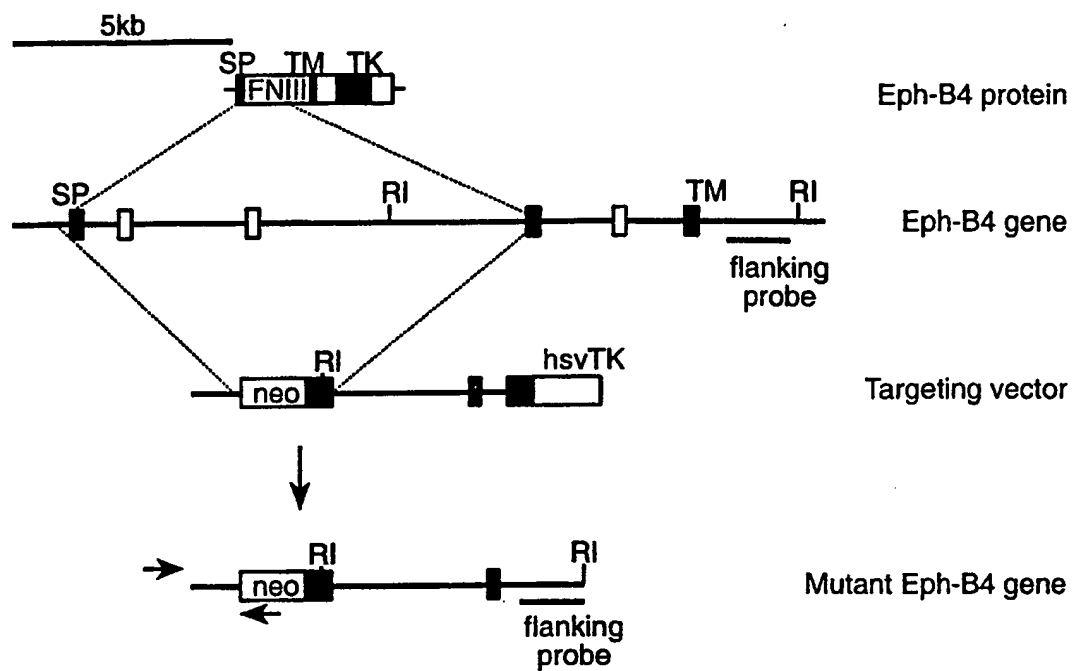 5kb
SP TM TK
FNIII
Eph-B4 protein
SP RI TM RI
Eph-B4 gene
flanking
probe
RI hsvTK
neo
Targeting vector
RI RI
neo
Mutant Eph-B4 gene
flanking
probe